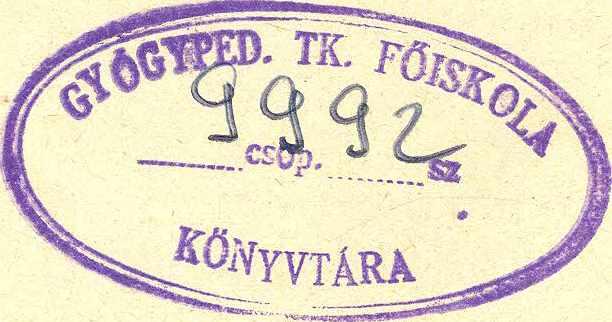 GYÓGYPED. TK. FŐISKOLA
9992
csop. sz
KÖNYVTÁRA